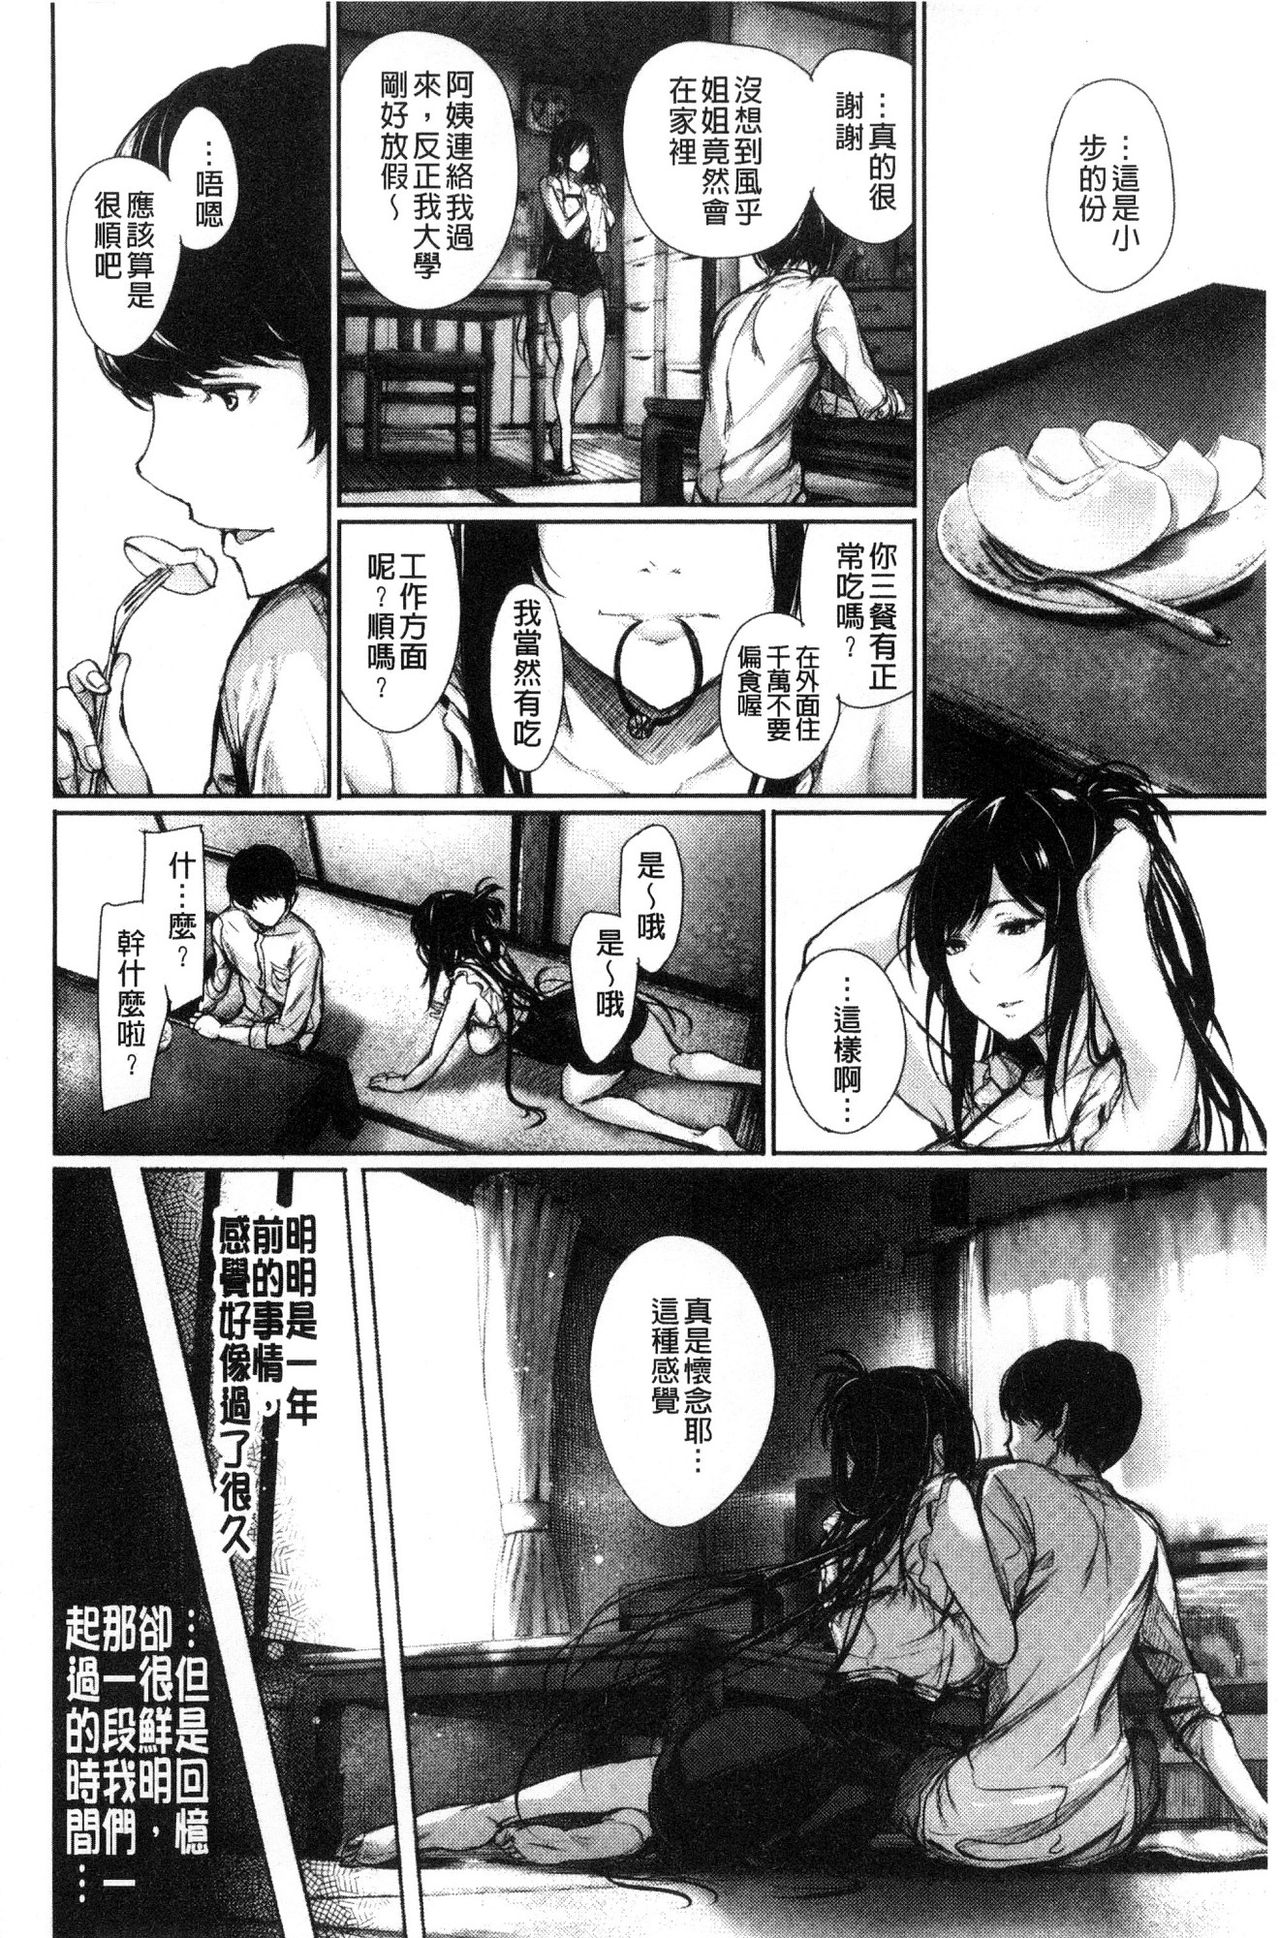 …這是小
步的份
…真的很
謝謝
沒想到風乎
姐姐竟然會
在家裡
阿姨連絡我過
來，反正我大學
剛好放假～
你三餐有正
常吃嗎？
在外面住
千萬不要
偏食喔
我當然有吃
工作方面
呢？順嗎？
…唔嗯
應該算是
很順吧
…這樣啊…
是～哦
是～哦
什…麼？
幹什麼啦？
真是懷念耶…
這種感覺
明明是一年
前的事情，
感覺好像過了很久
…但是回憶
卻很鮮明，
那一段我們一
起過的時間…